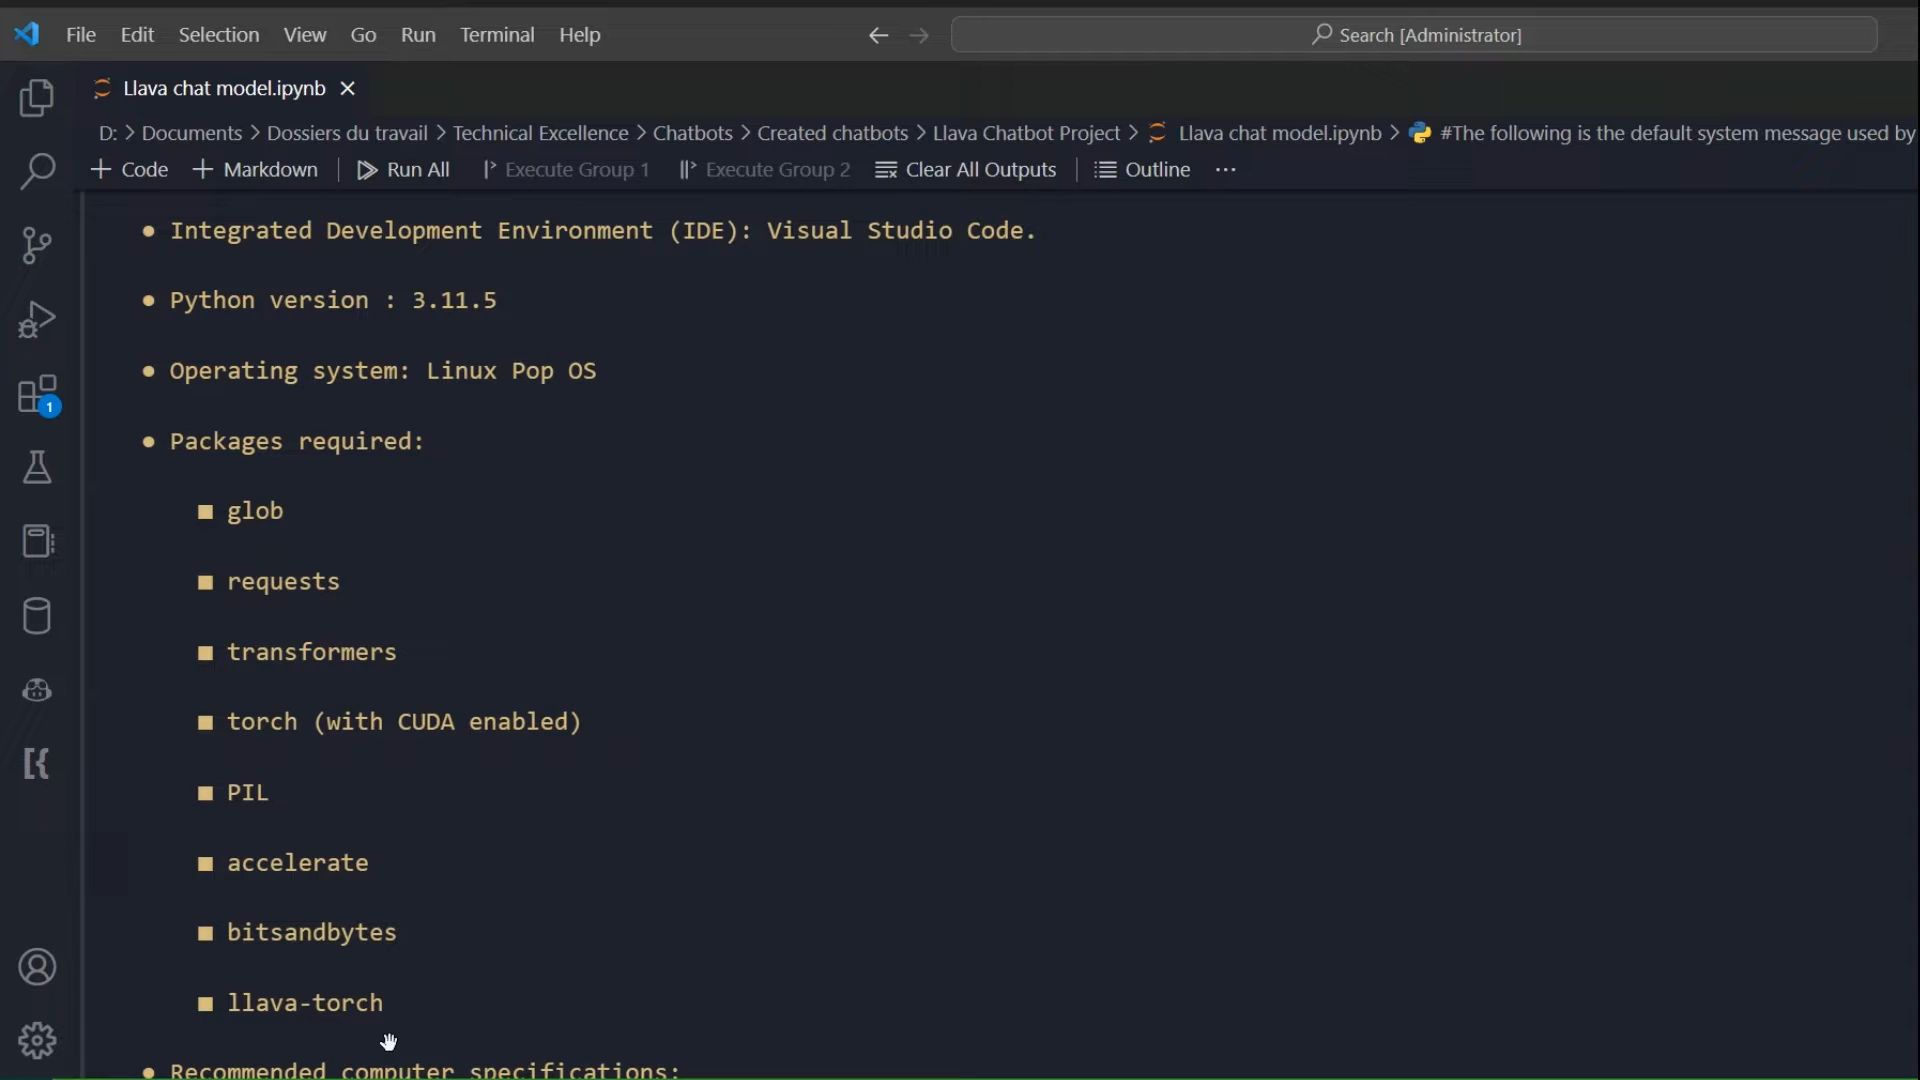 File Edit Selection View Go Run Terminal Help Search [Administrator]
Llava chat model.ipynb
D: > Documents > Dossiers du travail > Technical Excellence > Chatbots > Created chatbots > Llava Chatbot Project > Llava chat model.ipynb > #The following is the default system message used by
+ Code + Markdown Run All Execute Group 1 Execute Group 2 Clear All Outputs Outline ...
● Integrated Development Environment (IDE): Visual Studio Code.
● Python version : 3.11.5
● Operating system: Linux Pop OS
● Packages required:
■ glob
■ requests
■ transformers
■ torch (with CUDA enabled)
■ PIL
■ accelerate
■ bitsandbytes
■ llava-torch
● Recommended computer specifications:
1